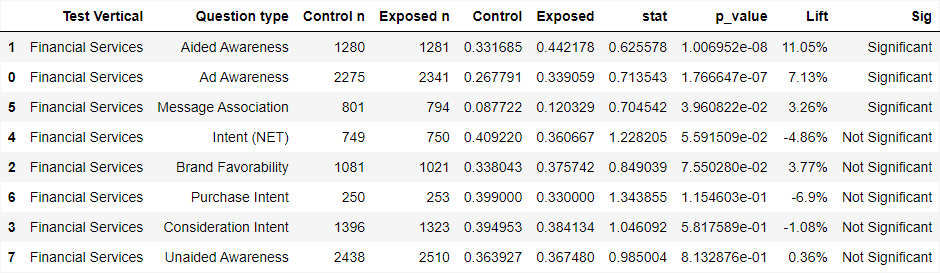 Test Vertical Question type Control n Exposed n Control Exposed stat p_value Lift Sig
1 Financial Services Aided Awareness 1280 1281 0.331685 0.442178 0.625578 1.006952e-08 11.05% Significant
0 Financial Services Ad Awareness 2275 2341 0.267791 0.339059 0.713543 1.766647e-07 7.13% Significant
5 Financial Services Message Association 801 794 0.087722 0.120329 0.704542 3.960822e-02 3.26% Significant
4 Financial Services Intent (NET) 749 750 0.409220 0.360667 1.228205 5.591509e-02 -4.86% Not Significant
2 Financial Services Brand Favorability 1081 1021 0.338043 0.375742 0.849039 7.550280e-02 3.77% Not Significant
6 Financial Services Purchase Intent 250 253 0.399000 0.330000 1.343855 1.154603e-01 -6.9% Not Significant
3 Financial Services Consideration Intent 1396 1323 0.394953 0.384134 1.046092 5.817589e-01 -1.08% Not Significant
7 Financial Services Unaided Awareness 2438 2510 0.363927 0.367480 0.985004 8.132876e-01 0.36% Not Significant